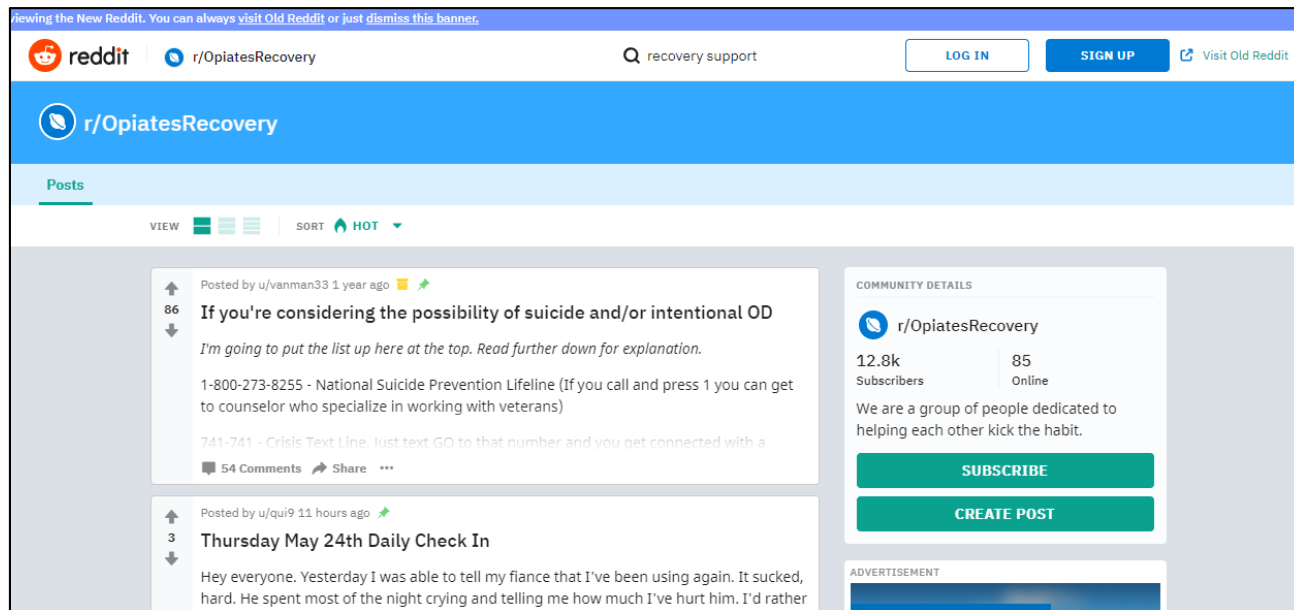 viewing the New Reddit. You can always visit Old Reddit or just dismiss this banner.
reddit
r/OpiatesRecovery
recovery support
LOG IN
SIGN UP
Visit Old Reddit
r/OpiatesRecovery
Posts
VIEW
SORT HOT
Posted by u/vanman33 1 year ago
86
If you're considering the possibility of suicide and/or intentional OD
I'm going to put the list up here at the top. Read further down for explanation.
1-800-273-8255 - National Suicide Prevention Lifeline (If you call and press 1 you can get
to counselor who specialize in working with veterans)
741-741 - Crisis Text Line. Just text GO to that number and you get connected with a
54 Comments Share
Posted by u/qui9 11 hours ago
3
Thursday May 24th Daily Check In
Hey everyone. Yesterday I was able to tell my fiance that I've been using again. It sucked,
hard. He spent most of the night crying and telling me how much I've hurt him. I'd rather
COMMUNITY DETAILS
r/OpiatesRecovery
12.8k
Subscribers
85
Online
We are a group of people dedicated to
helping each other kick the habit.
SUBSCRIBE
CREATE POST
ADVERTISEMENT